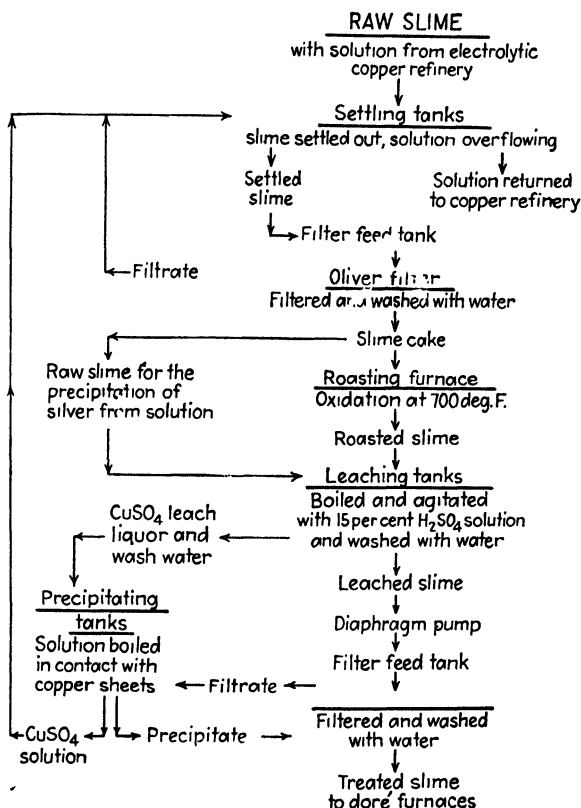 RAW SLIME
with solution from electrolytic
copper refinery
Settling tanks
slime settled out, solution overflowing
Settled
slime
Solution returned
to copper refinery
Filter feed tank
Filtrate
Oliver filter
Filtered and washed with water
Slime cake
Raw slime for the
precipitation of
silver from solution
Roasting furnace
Oxidation at 700 deg. F.
Roasted slime
Leaching tanks
Boiled and agitated
with 15 per cent H₂SO₄ solution
and washed with water
CuSO₄ leach
liquor and
wash water
Leached slime
Precipitating
tanks
Solution boiled
in contact with
copper sheets
Diaphragm pump
Filter feed tank
Filtrate
Filtered and washed
with water
CuSO₄
solution
Precipitate
Treated slime
to doré furnaces